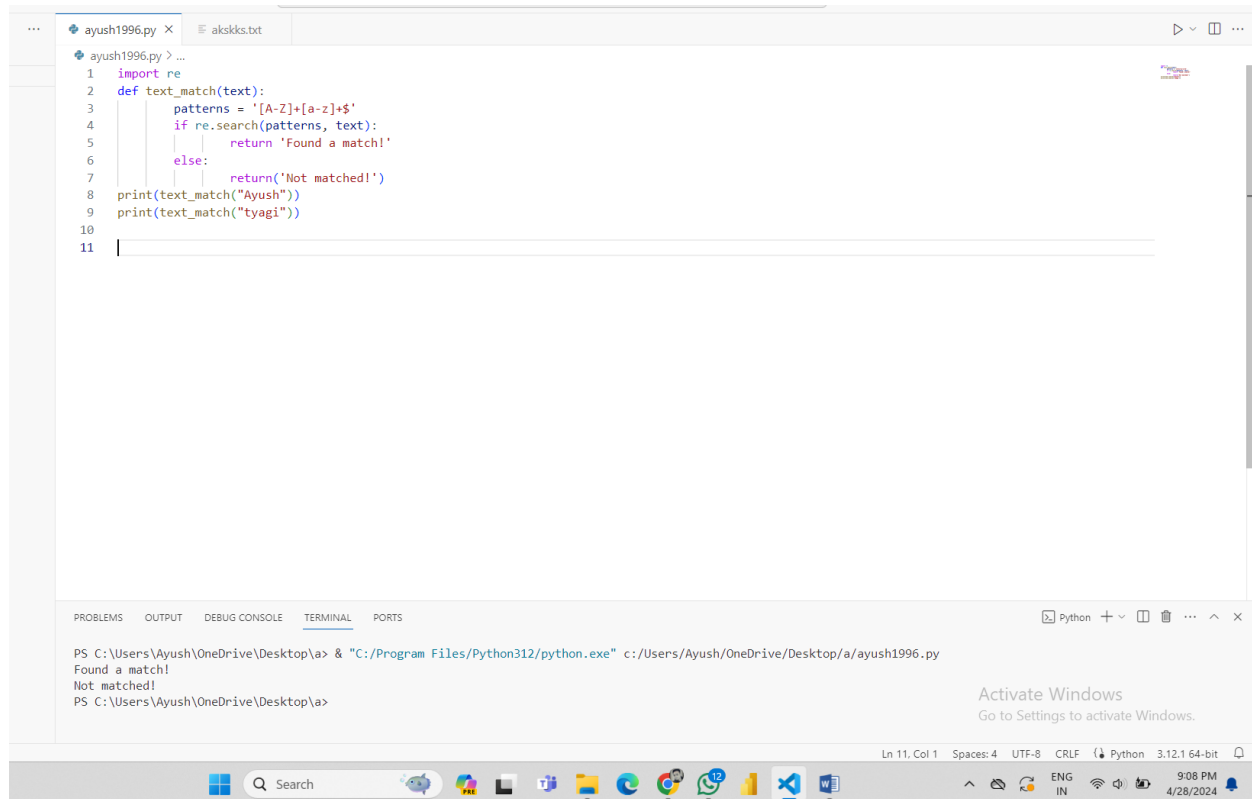 ··· ayush1996.py × akskks.txt ···
ayush1996.py > ...
1 import re
2 def text_match(text):
3 patterns = '[A-Z]+[a-z]+$'
4 if re.search(patterns, text):
5 return 'Found a match!'
6 else:
7 return('Not matched!')
8 print(text_match("Ayush"))
9 print(text_match("tyagi"))
10
11
PROBLEMS OUTPUT DEBUG CONSOLE TERMINAL PORTS Python
PS C:\Users\Ayush\OneDrive\Desktop\a> & "C:/Program Files/Python312/python.exe" c:/Users/Ayush/OneDrive/Desktop/a/ayush1996.py
Found a match!
Not matched!
PS C:\Users\Ayush\OneDrive\Desktop\a>
Activate Windows
Go to Settings to activate Windows.
Ln 11, Col 1 Spaces: 4 UTF-8 CRLF Python 3.12.1 64-bit
Search PRE 12 ENG 9:08 PM
IN 4/28/2024